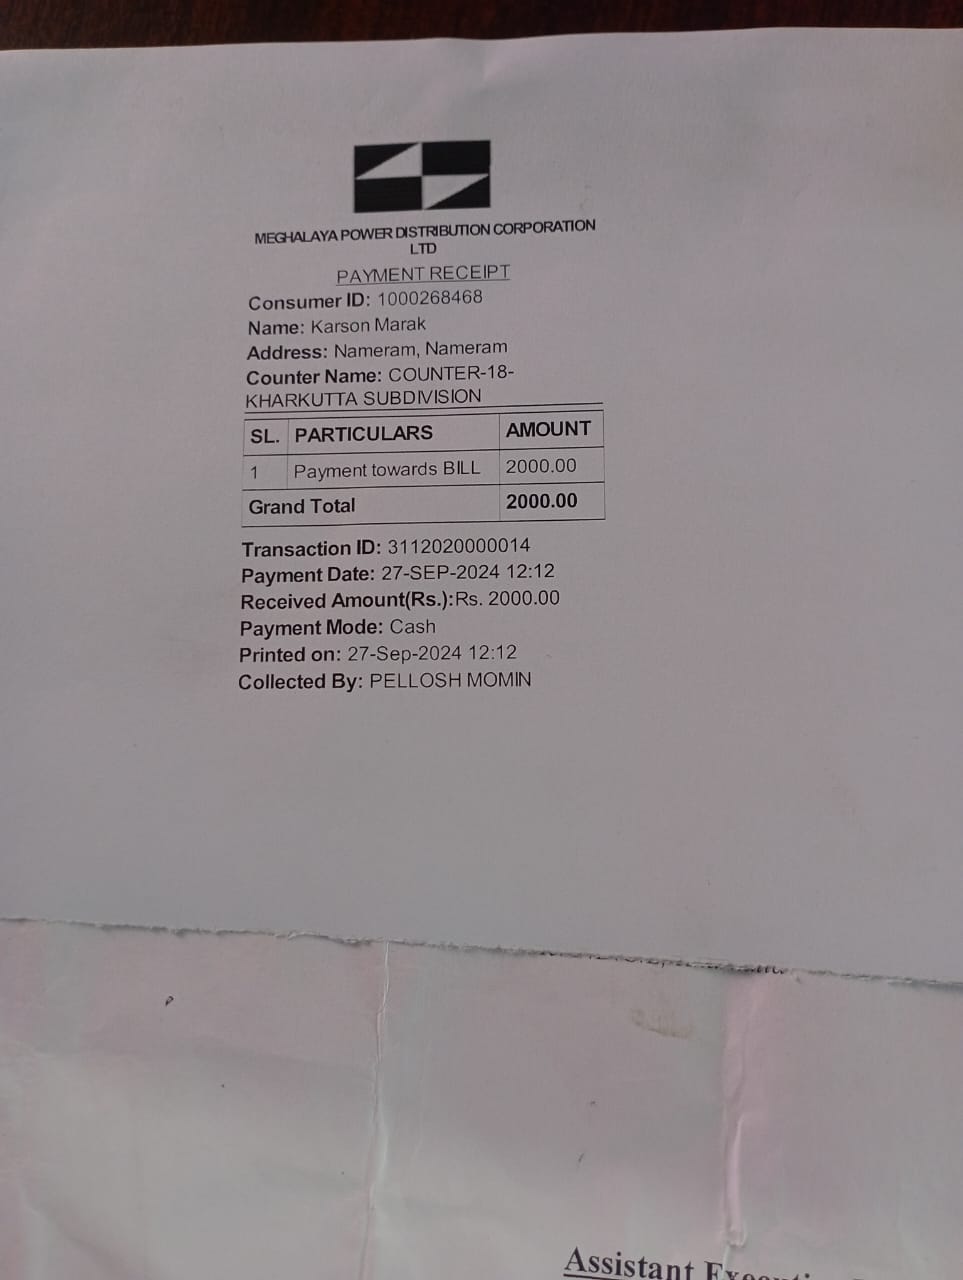 MEGHALAYA POWER DISTRIBUTION CORPORATION
LTD
PAYMENT RECEIPT
Consumer ID: 1000268468
Name: Karson Marak
Address: Nameram, Nameram
Counter Name: COUNTER-18-
KHARKUTTA SUBDIVISION
SL. PARTICULARS AMOUNT
1 Payment towards BILL 2000.00
Grand Total 2000.00
Transaction ID: 3112020000014
Payment Date: 27-SEP-2024 12:12
Received Amount(Rs.):Rs. 2000.00
Payment Mode: Cash
Printed on: 27-Sep-2024 12:12
Collected By: PELLOSH MOMIN
Assistant